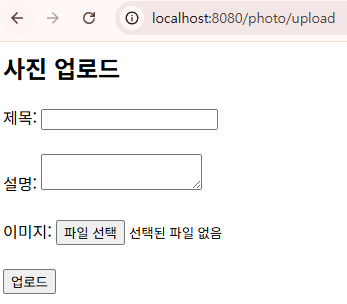 localhost:8080/photo/upload
사진 업로드
제목:
설명:
이미지: 파일 선택 선택된 파일 없음
업로드